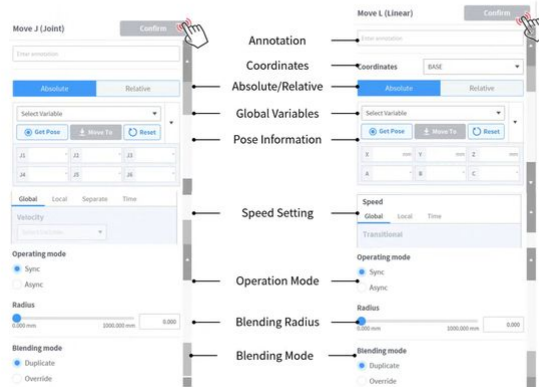 Move J (Joint)
Confirm
Enter annotation
Absolute
Relative
Select Variable
Get Pose
Move To
Reset
J1 ° J2 ° J3 °
J4 ° J5 ° J6 °
Global Local Separate Time
Velocity
Operating mode
Sync
Async
Radius
0.000 mm 1000.000 mm 0.000
Blending mode
Duplicate
Override
Annotation
Coordinates
Absolute/Relative
Global Variables
Pose Information
Speed Setting
Operation Mode
Blending Radius
Blending Mode
Move L (Linear)
Confirm
Enter annotation
Coordinates BASE
Absolute
Relative
Select Variable
Get Pose
Move To
Reset
X mm Y mm Z mm
A ° B ° C °
Speed
Global Local Time
Transitional
Operating mode
Sync
Async
Radius
0.000 mm 1000.000 mm 0.000
Blending mode
Duplicate
Override